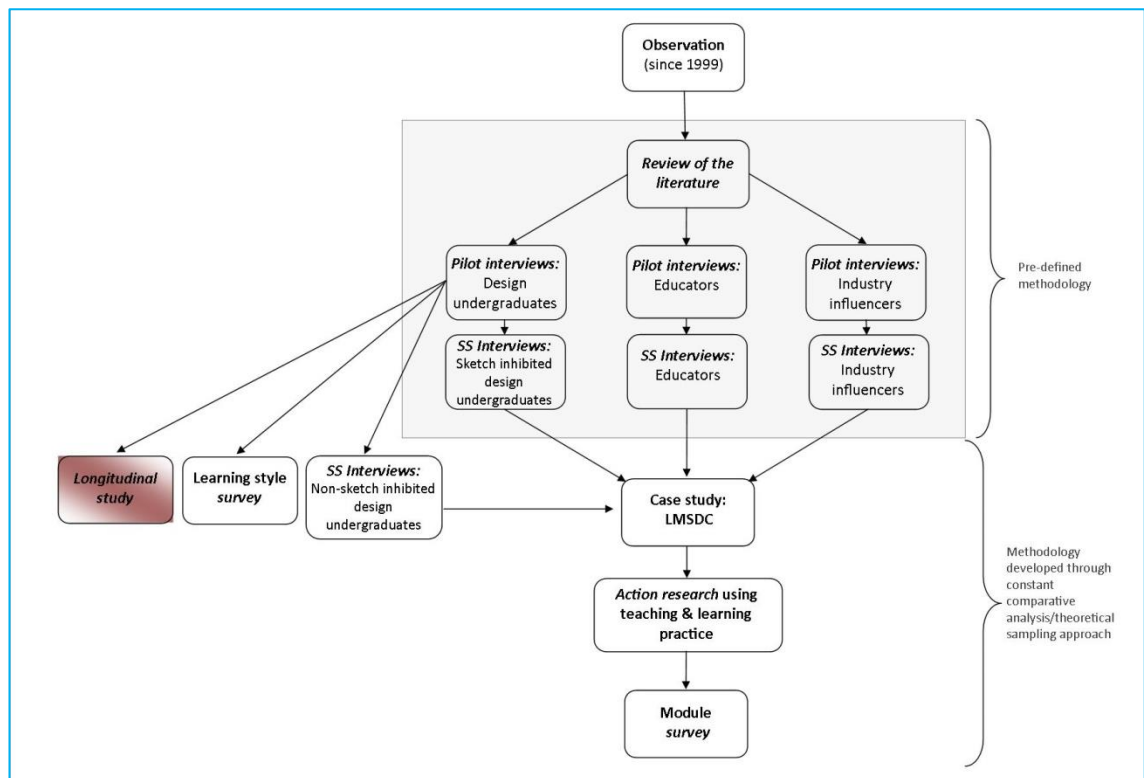 Observation
(since 1999)
Review of the
literature
Pilot interviews:
Design
undergraduates
Pilot interviews:
Educators
Pilot interviews:
Industry
influencers
Pre-defined
methodology
SS Interviews:
Sketch inhibited
design
undergraduates
SS Interviews:
Educators
SS Interviews:
Industry
influencers
Longitudinal
study
Learning style
survey
SS Interviews:
Non-sketch inhibited
design
undergraduates
Case study:
LMSDC
Methodology
developed through
constant
comparative
analysis/theoretical
sampling approach
Action research using
teaching & learning
practice
Module
survey